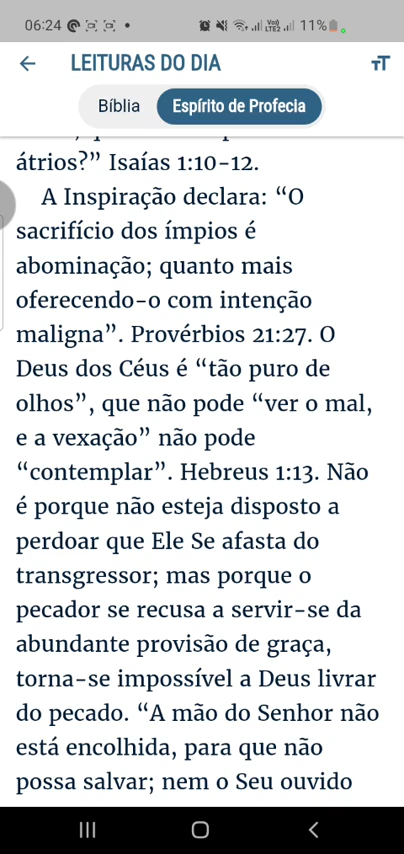 06:24 11%
LEITURAS DO DIA
Bíblia Espírito de Profecia
átrios?” Isaías 1:10-12.
A Inspiração declara: “O
sacrifício dos ímpios é
abominação; quanto mais
oferecendo-o com intenção
maligna”. Provérbios 21:27. O
Deus dos Céus é “tão puro de
olhos”, que não pode “ver o mal,
e a vexação” não pode
“contemplar”. Hebreus 1:13. Não
é porque não esteja disposto a
perdoar que Ele Se afasta do
transgressor; mas porque o
pecador se recusa a servir-se da
abundante provisão de graça,
torna-se impossível a Deus livrar
do pecado. “A mão do Senhor não
está encolhida, para que não
possa salvar; nem o Seu ouvido